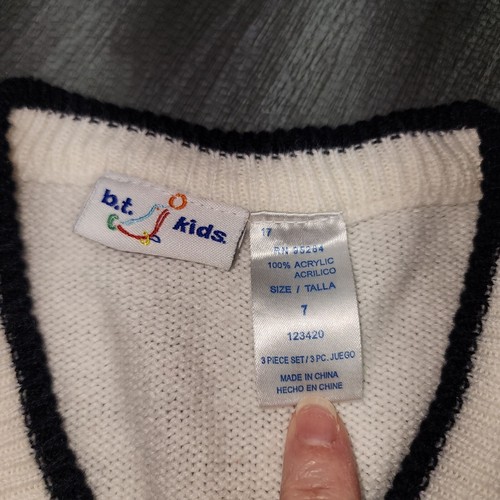 b.t.
kids.
17
RN 95284
100% ACRYLIC
ACRILICO
SIZE / TALLA
7
123420
3 PIECE SET / 3 PC. JUEGO
MADE IN CHINA
HECHO EN CHINE